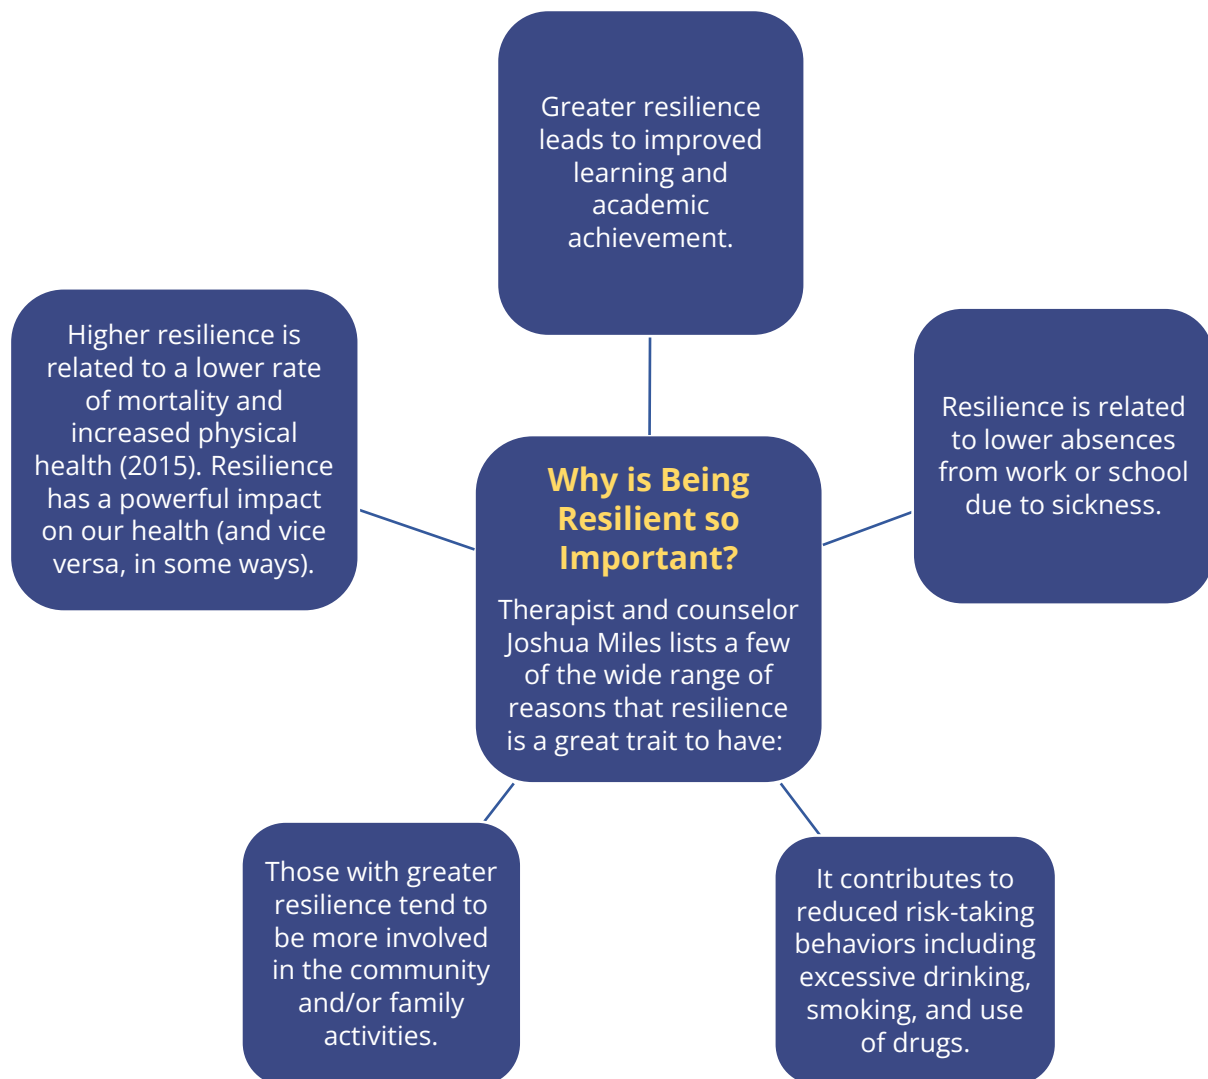 Greater resilience
leads to improved
learning and
academic
achievement.
Higher resilience is
related to a lower rate
of mortality and
increased physical
health (2015). Resilience
has a powerful impact
on our health (and vice
versa, in some ways).
Resilience is related
to lower absences
from work or school
due to sickness.
Why is Being
Resilient so
Important?
Therapist and counselor
Joshua Miles lists a few
of the wide range of
reasons that resilience
is a great trait to have:
Those with greater
resilience tend to
be more involved
in the community
and/or family
activities.
It contributes to
reduced risk-taking
behaviors including
excessive drinking,
smoking, and use
of drugs.